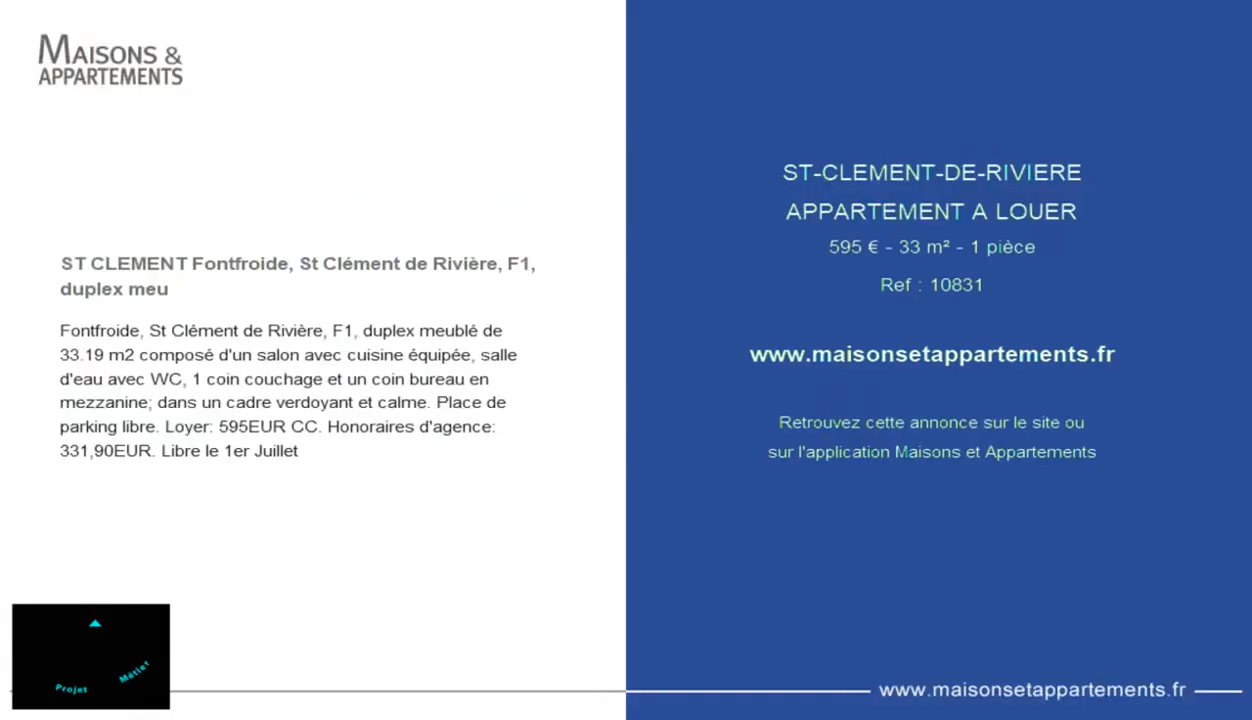 MAISONS &
APPARTEMENTS
ST CLEMENT Fontfroide, St Clément de Rivière, F1,
duplex meu
Fontfroide, St Clément de Rivière, F1, duplex meublé de
33.19 m2 composé d'un salon avec cuisine équipée, salle
d'eau avec WC, 1 coin couchage et un coin bureau en
mezzanine; dans un cadre verdoyant et calme. Place de
parking libre. Loyer: 595EUR CC. Honoraires d'agence:
331,90EUR. Libre le 1er Juillet
ST-CLEMENT-DE-RIVIERE
APPARTEMENT A LOUER
595 € - 33 m² - 1 pièce
Ref : 10831
www.maisonsetappartements.fr
Retrouvez cette annonce sur le site ou
sur l'application Maisons et Appartements
Projet
Métier
www.maisonsetappartements.fr